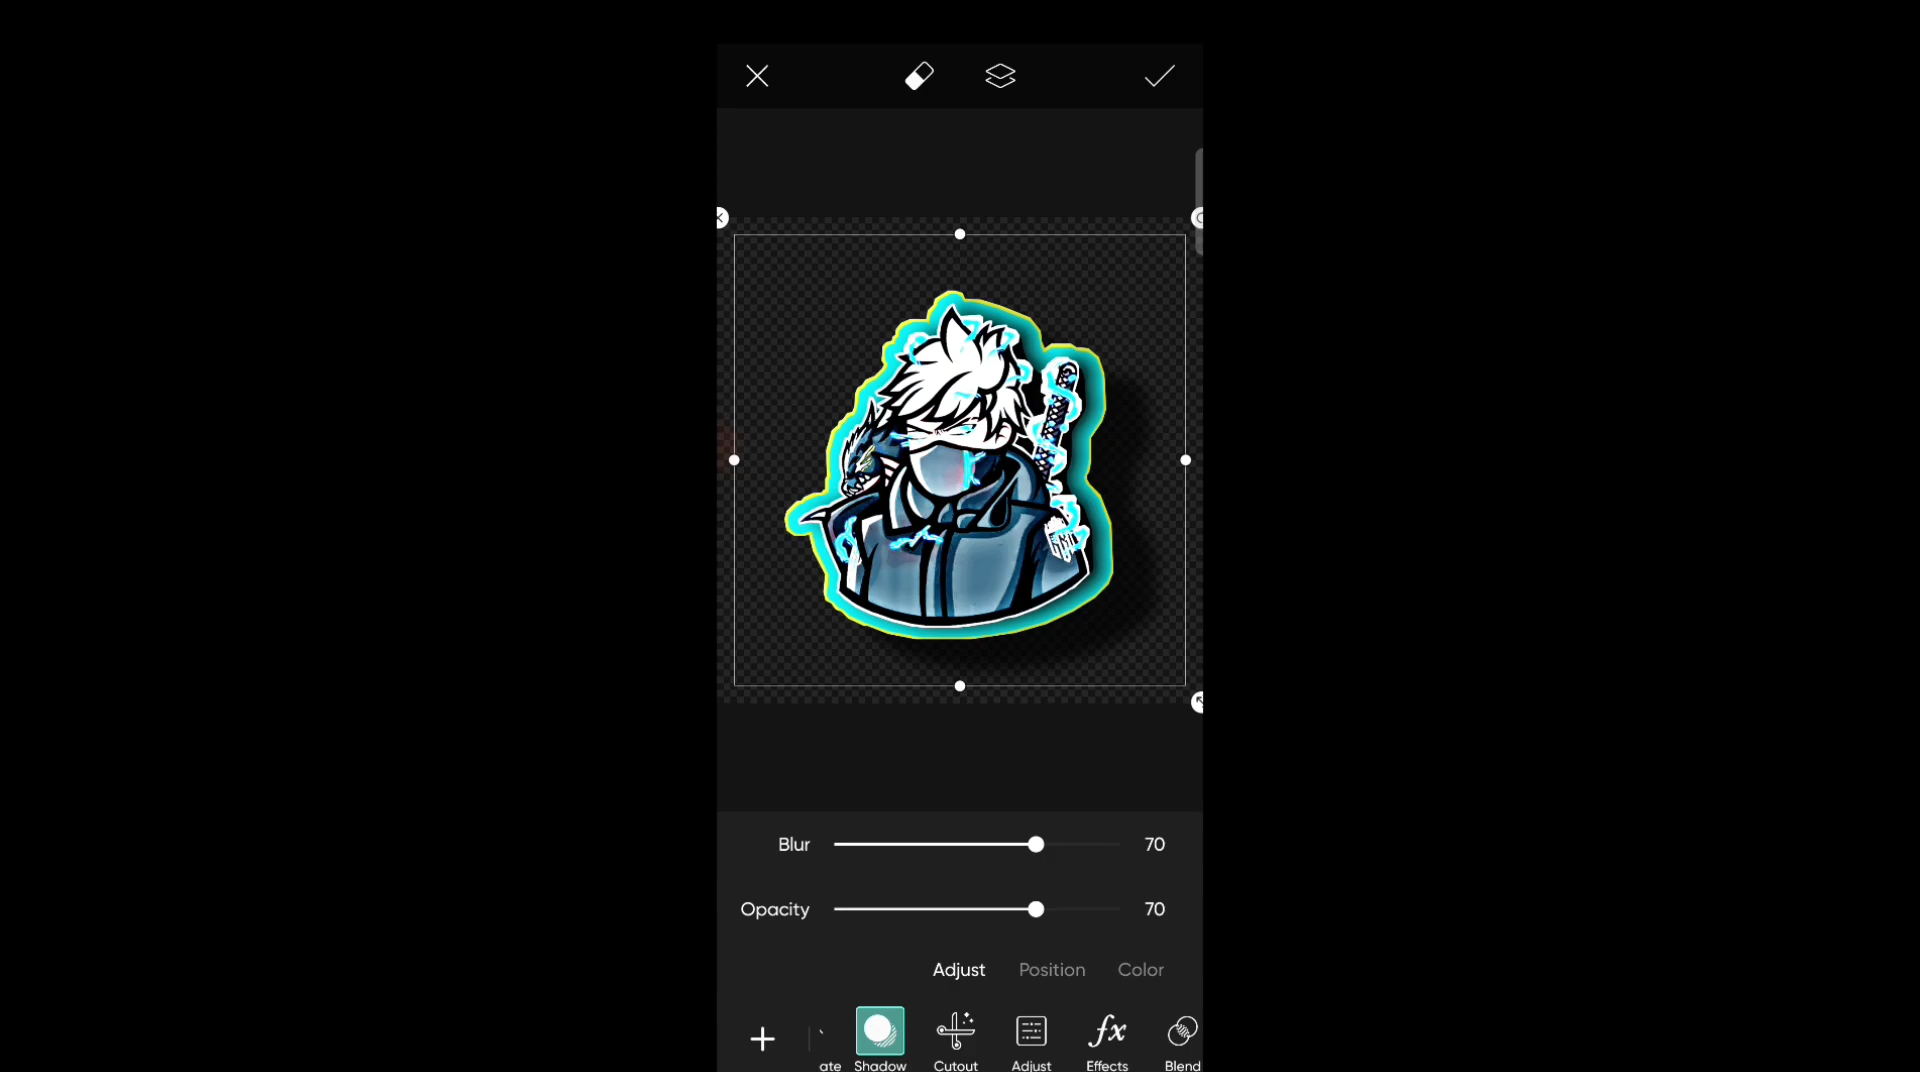 Blur 70
Opacity 70
Adjust Position Color
ate Shadow Cutout Adjust Effects Blend